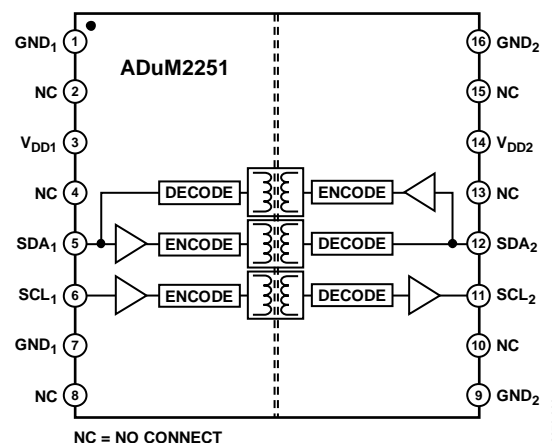 ADuM2251
GND1 1
NC 2
VDD1 3
NC 4
SDA1 5
SCL1 6
GND1 7
NC 8
16 GND2
15 NC
14 VDD2
13 NC
12 SDA2
11 SCL2
10 NC
9 GND2
DECODE ENCODE
ENCODE DECODE
ENCODE DECODE
NC = NO CONNECT